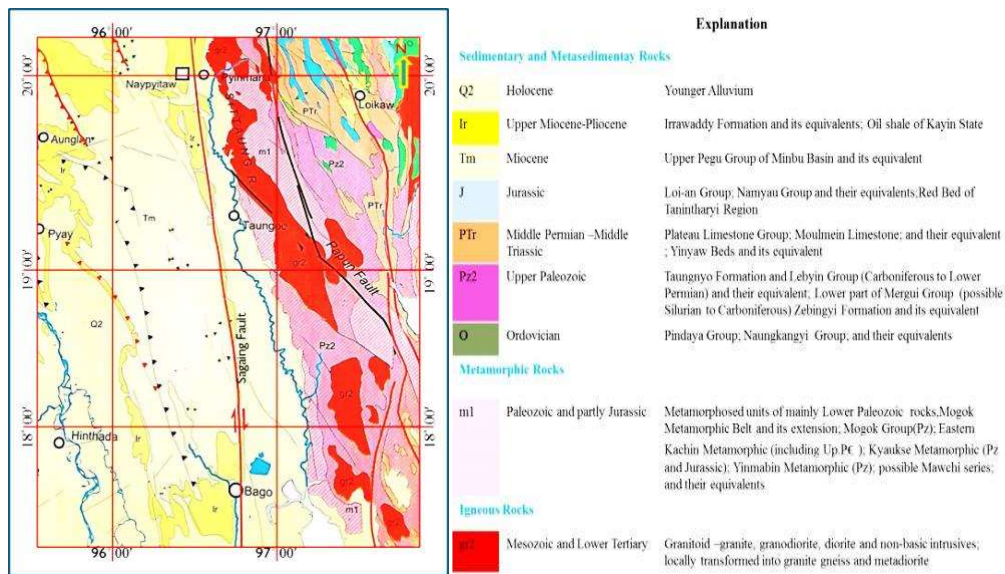 96°00' 97°00'
N
gr2
20°00'
Naypyitaw
Pyinmana
Loikaw
20°00'
PTr
Ir
Aunglan
m1
Ir
Pz2
Tm
PTr
Taungoo
Pyay
gr2
Papun Fault
19°00'
19°00'
Q2
Pz2
Sagaing Fault
gr2
18°00'
18°00'
Hinthada
Ir
gr2
Bago
Ir
m1
96°00' 97°00'
Explanation
Sedimentary and Metasedimentay Rocks
Q2 Holocene Younger Alluvium
Ir Upper Miocene-Pliocene Irrawaddy Formation and its equivalents; Oil shale of Kayin State
Tm Miocene Upper Pegu Group of Minbu Basin and its equivalent
J Jurassic Loi-an Group; Namyau Group and their equivalents;Red Bed of
Tanintharyi Region
PTr Middle Permian –Middle Plateau Limestone Group; Moulmein Limestone; and their equivalent
Triassic ; Yinyaw Beds and its equivalent
Pz2 Upper Paleozoic Taungnyo Formation and Lebyin Group (Carboniferous to Lower
Permian) and their equivalent; Lower part of Mergui Group (possible
Silurian to Carboniferous) Zebingyi Formation and its equivalent
O Ordovician Pindaya Group; Naungkangyi Group; and their equivalents
Metamorphic Rocks
m1 Paleozoic and partly Jurassic Metamorphosed units of mainly Lower Paleozoic rocks,Mogok
Metamorphic Belt and its extension; Mogok Group(Pz); Eastern
Kachin Metamorphic (including Up.PЄ ); Kyaukse Metamorphic (Pz
and Jurassic); Yinmabin Metamorphic (Pz); possible Mawchi series;
and their equivalents
Igneous Rocks
gr2 Mesozoic and Lower Tertiary Granitoid –granite, granodiorite, diorite and non-basic intrusives;
locally transformed into granite gneiss and metadiorite